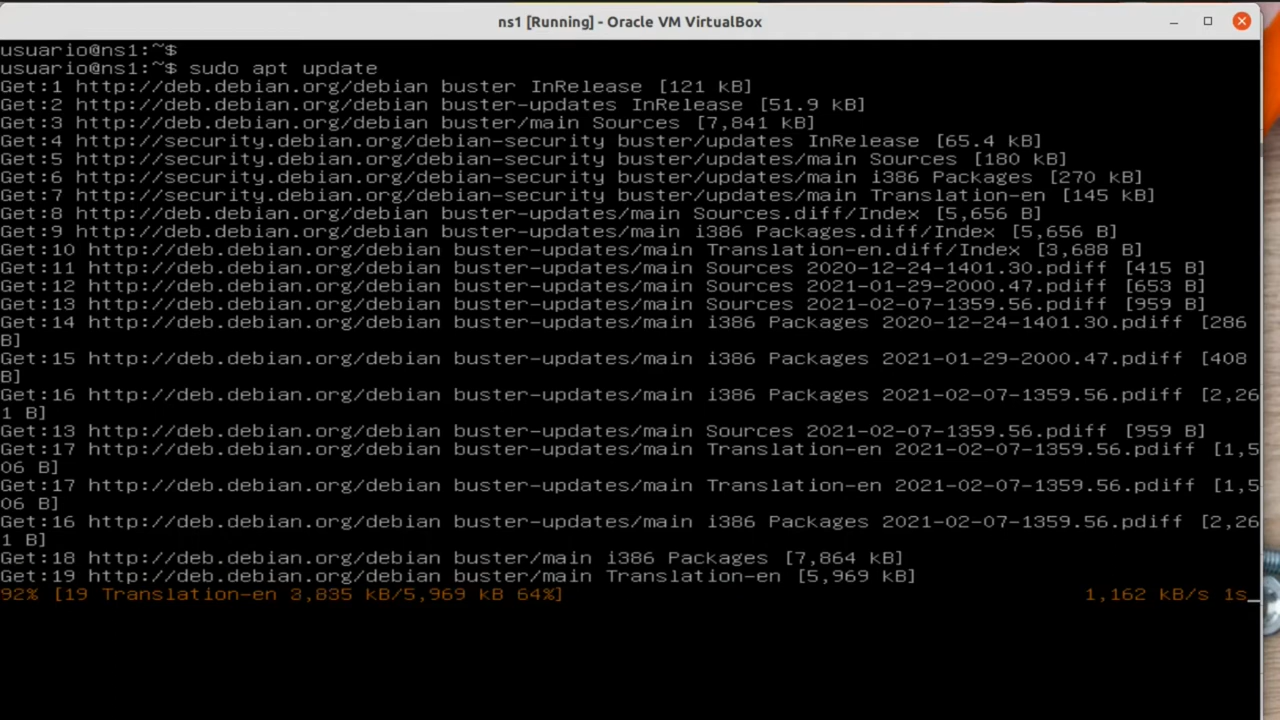 ns1 [Running] - Oracle VM VirtualBox
usuario@ns1:~$
usuario@ns1:~$ sudo apt update
Get:1 http://deb.debian.org/debian buster InRelease [121 kB]
Get:2 http://deb.debian.org/debian buster-updates InRelease [51.9 kB]
Get:3 http://deb.debian.org/debian buster/main Sources [7,841 kB]
Get:4 http://security.debian.org/debian-security buster/updates InRelease [65.4 kB]
Get:5 http://security.debian.org/debian-security buster/updates/main Sources [180 kB]
Get:6 http://security.debian.org/debian-security buster/updates/main i386 Packages [270 kB]
Get:7 http://security.debian.org/debian-security buster/updates/main Translation-en [145 kB]
Get:8 http://deb.debian.org/debian buster-updates/main Sources.diff/Index [5,656 B]
Get:9 http://deb.debian.org/debian buster-updates/main i386 Packages.diff/Index [5,656 B]
Get:10 http://deb.debian.org/debian buster-updates/main Translation-en.diff/Index [3,688 B]
Get:11 http://deb.debian.org/debian buster-updates/main Sources 2020-12-24-1401.30.pdiff [415 B]
Get:12 http://deb.debian.org/debian buster-updates/main Sources 2021-01-29-2000.47.pdiff [653 B]
Get:13 http://deb.debian.org/debian buster-updates/main Sources 2021-02-07-1359.56.pdiff [959 B]
Get:14 http://deb.debian.org/debian buster-updates/main i386 Packages 2020-12-24-1401.30.pdiff [286
B]
Get:15 http://deb.debian.org/debian buster-updates/main i386 Packages 2021-01-29-2000.47.pdiff [408
B]
Get:16 http://deb.debian.org/debian buster-updates/main i386 Packages 2021-02-07-1359.56.pdiff [2,26
1 B]
Get:13 http://deb.debian.org/debian buster-updates/main Sources 2021-02-07-1359.56.pdiff [959 B]
Get:17 http://deb.debian.org/debian buster-updates/main Translation-en 2021-02-07-1359.56.pdiff [1,5
06 B]
Get:17 http://deb.debian.org/debian buster-updates/main Translation-en 2021-02-07-1359.56.pdiff [1,5
06 B]
Get:16 http://deb.debian.org/debian buster-updates/main i386 Packages 2021-02-07-1359.56.pdiff [2,26
1 B]
Get:18 http://deb.debian.org/debian buster/main i386 Packages [7,864 kB]
Get:19 http://deb.debian.org/debian buster/main Translation-en [5,969 kB]
92% [19 Translation-en 3,835 kB/5,969 kB 64%] 1,162 kB/s 1s_